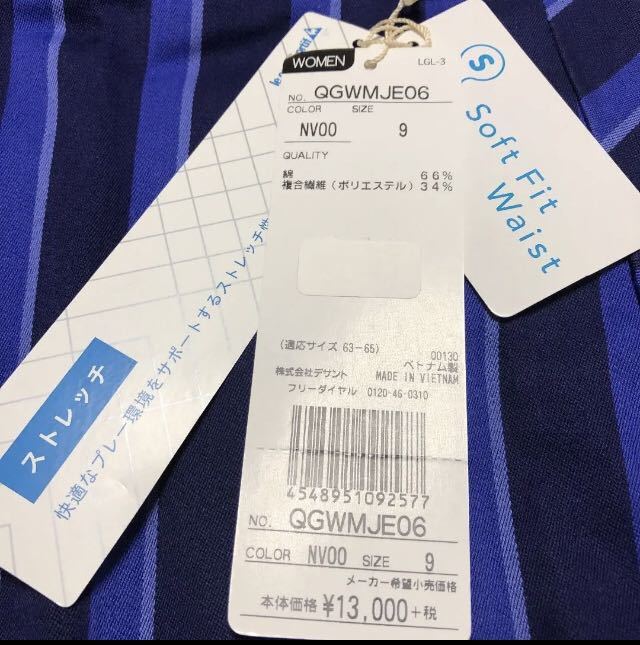 WOMEN
LGL-3
NO. QGWMJE06
COLOR SIZE
NV00 9
QUALITY
綿 66%
複合繊維（ポリエステル）34%
(適応サイズ 63-65)
00130
ベトナム製
株式会社デサント MADE IN VIETNAM
フリーダイヤル 0120-46-0310
4548951092577
NO. QGWMJE06
COLOR NV00 SIZE 9
メーカー希望小売価格
本体価格 ¥13,000+税
S
Soft Fit
Waist
ストレッチ
快適なプレー環境をサポートするストレッチ性